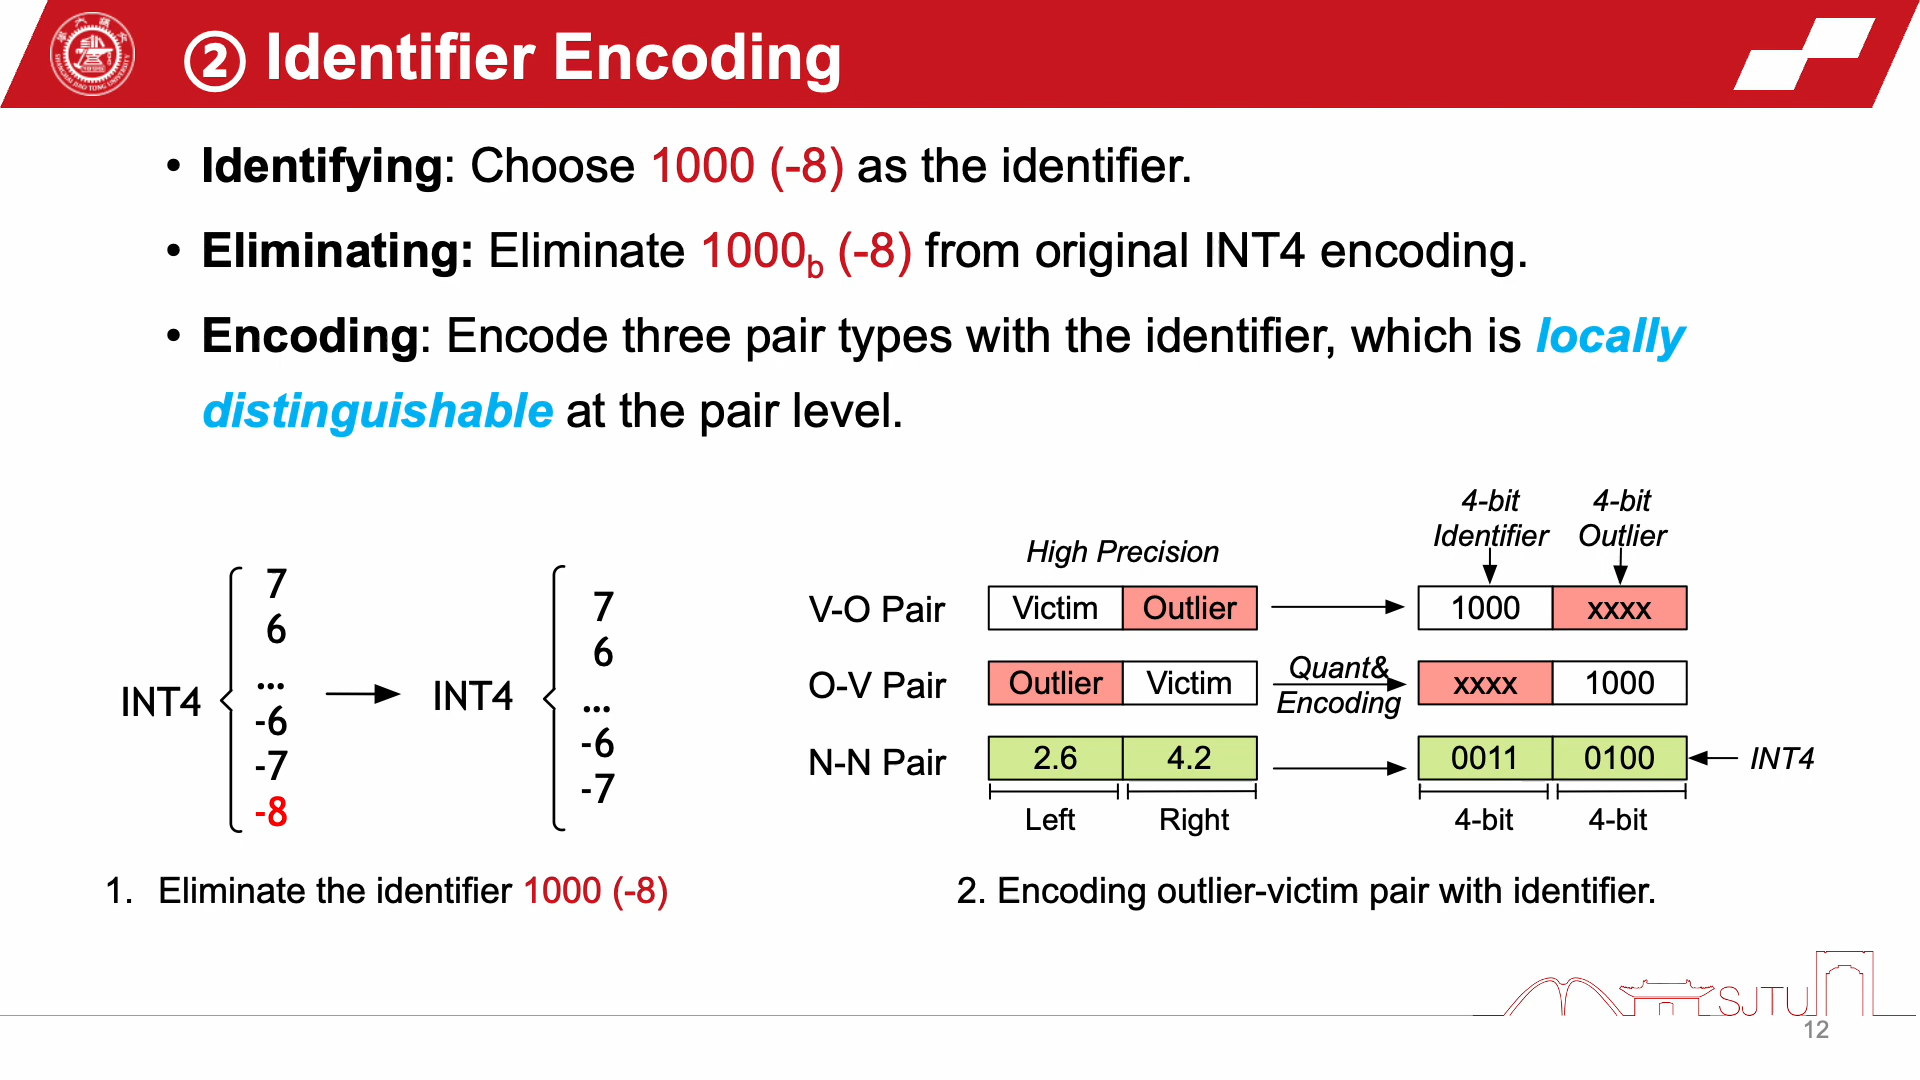 ② Identifier Encoding
• Identifying: Choose 1000 (-8) as the identifier.
• Eliminating: Eliminate 1000b (-8) from original INT4 encoding.
• Encoding: Encode three pair types with the identifier, which is locally
distinguishable at the pair level.
INT4
7
6
...
-6
-7
-8
INT4
7
6
...
-6
-7
1. Eliminate the identifier 1000 (-8)
High Precision
4-bit Identifier
4-bit Outlier
V-O Pair Victim Outlier 1000 xxxx
O-V Pair Outlier Victim Quant& Encoding xxxx 1000
N-N Pair 2.6 4.2 0011 0100 INT4
Left Right 4-bit 4-bit
2. Encoding outlier-victim pair with identifier.
SJTU
12